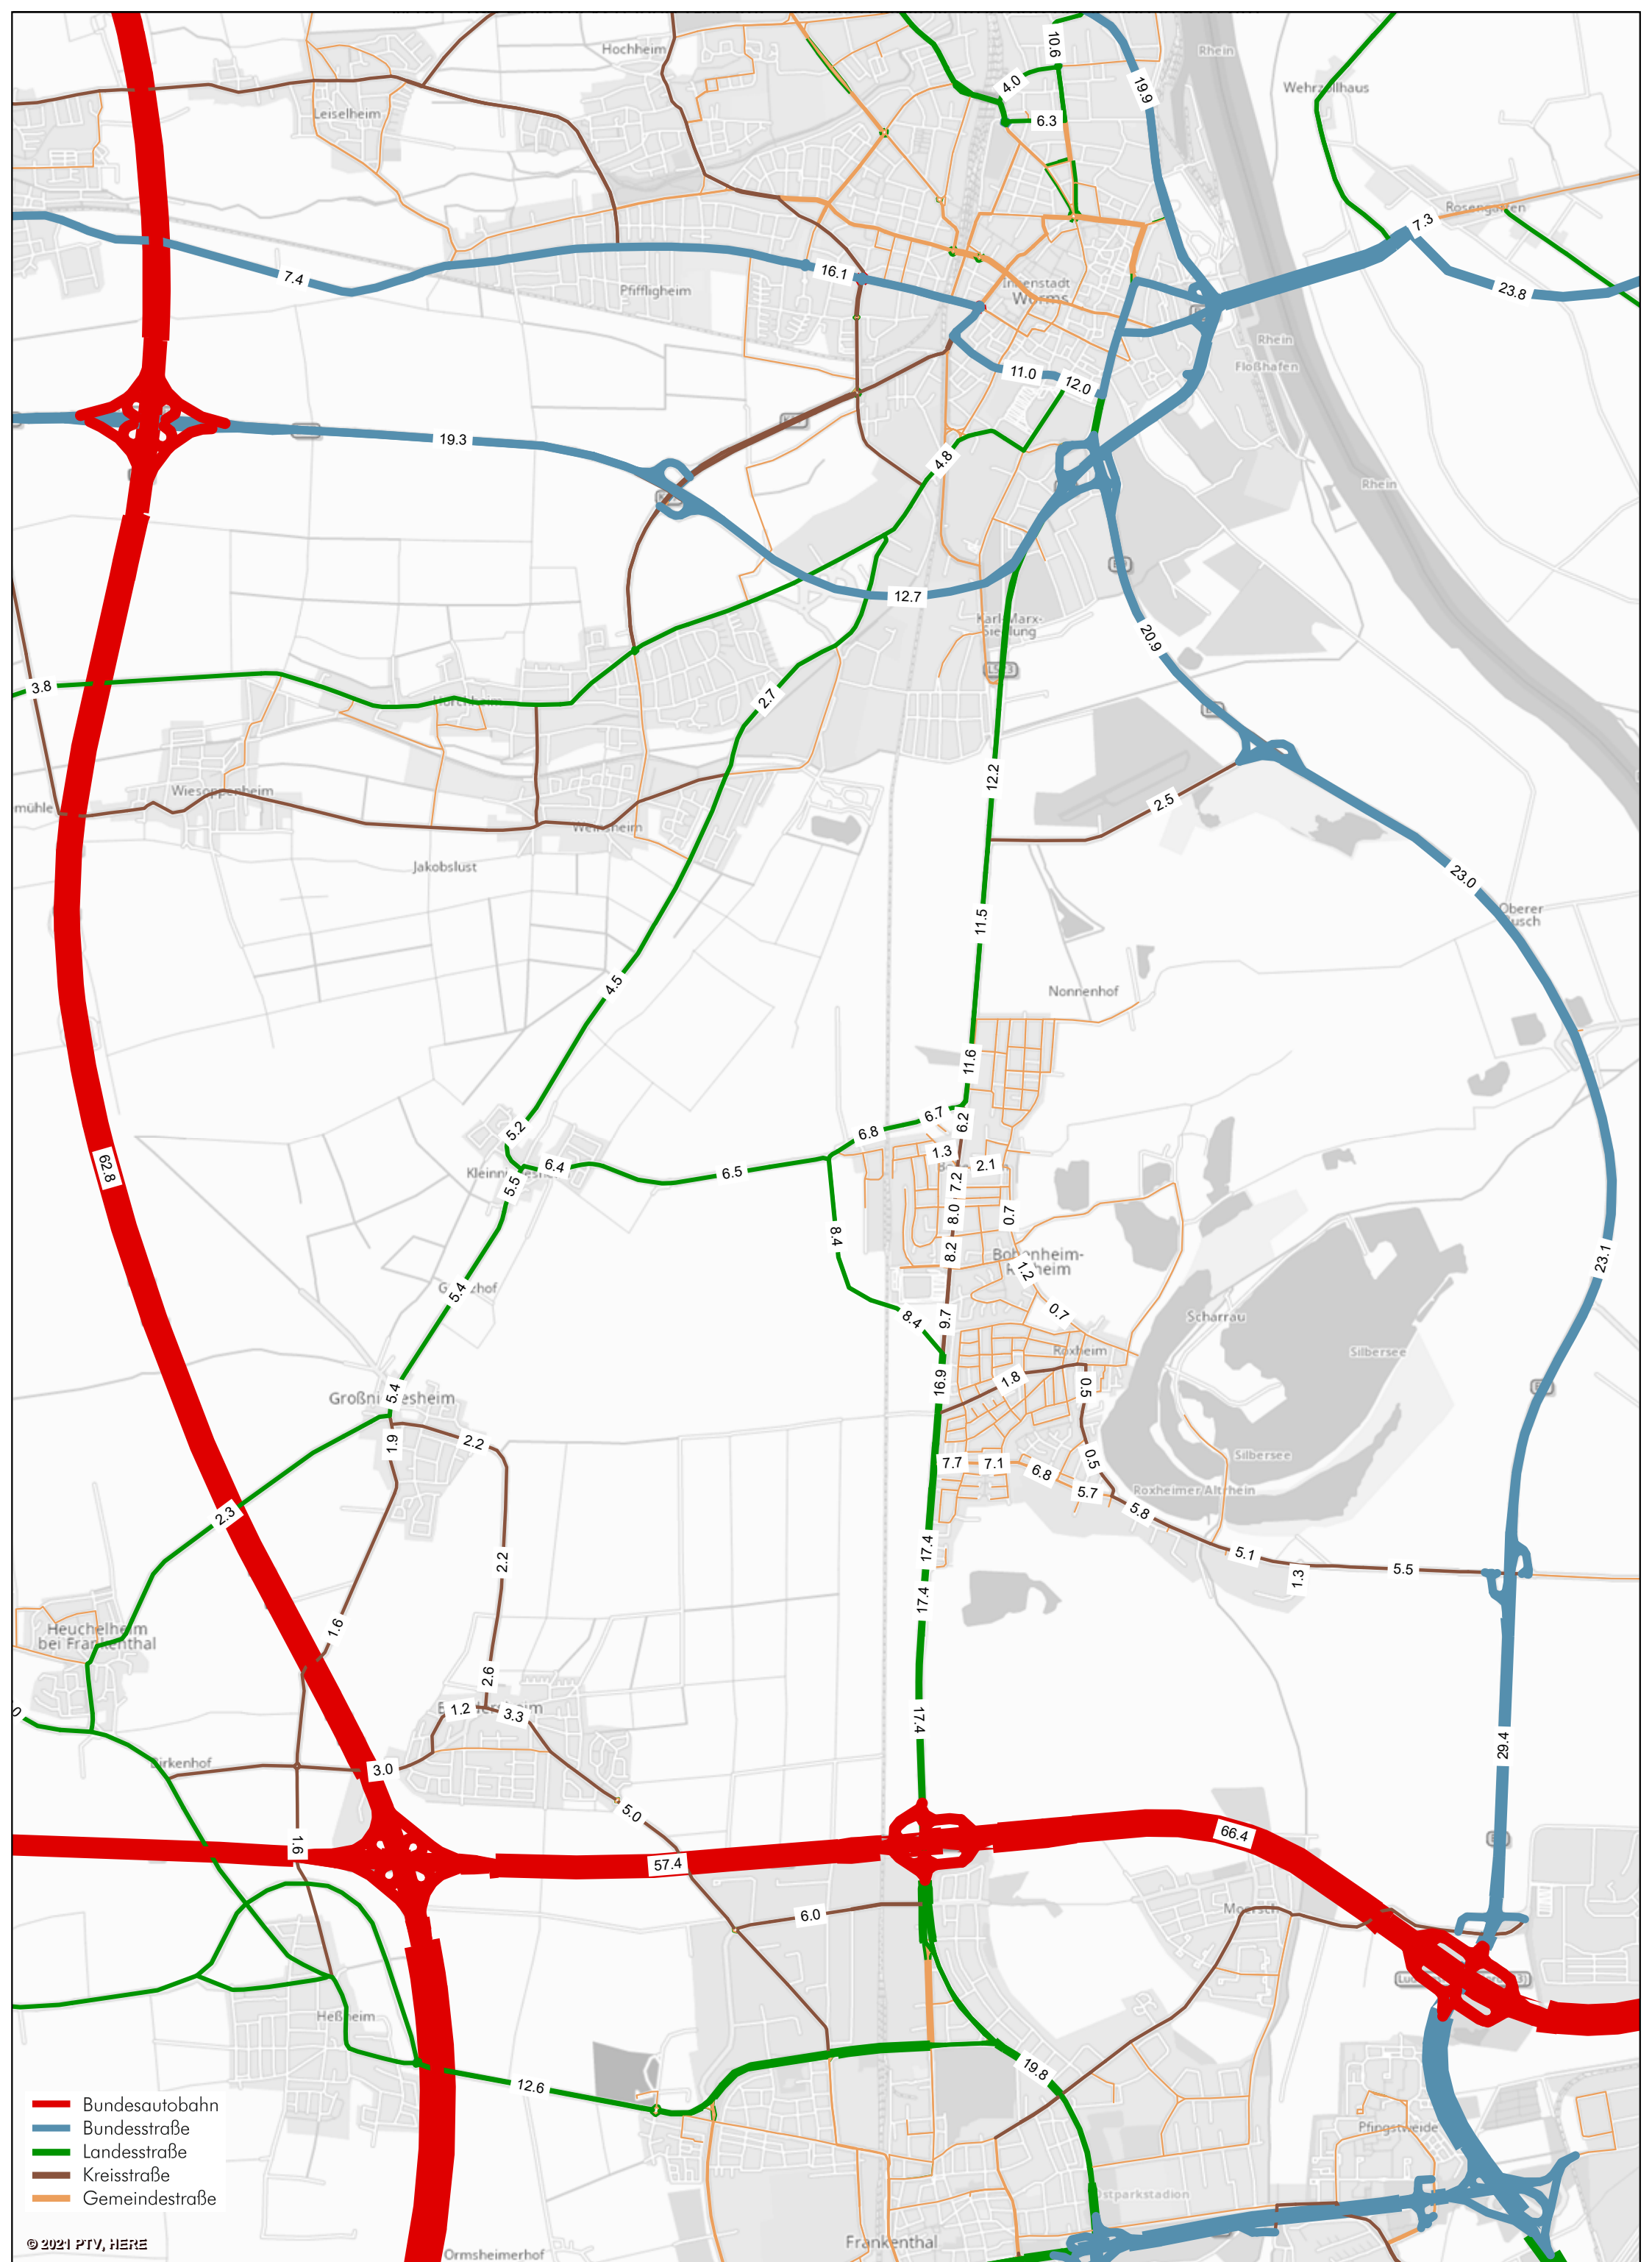 Hochheim
Rhein
10.6
19.9
4.0
Wehrzollhaus
Leiselheim
6.3
Rosengarten
7.3
7.4
16.1
Pfiffligheim
Innenstadt
Worms
23.8
Rhein
Floßhafen
11.0
12.0
19.3
4.8
Rhein
12.7
Karl-Marx-
Siedlung
20.9
3.8
Horchheim
2.7
12.2
Wiesoppenheim
2.5
mühle
Weinsheim
Jakobslust
23.0
Oberer
Busch
11.5
4.5
Nonnenhof
11.6
6.7
6.2
5.2
6.8
1.3
2.1
62.8
6.4
6.5
5.5
7.2
8.0
0.7
8.4
8.2
Bobenheim-
Roxheim
1.2
23.1
5.4
0.7
Scharrau
8.4
9.7
Roxheim
Silbersee
16.9
1.8
0.5
5.4
Großniedesheim
1.9
2.2
Silbersee
7.7
7.1
6.8
0.5
5.7
Roxheimer Altrhein
2.3
5.8
17.4
5.1
2.2
1.3
5.5
17.4
1.6
Heuchelheim
bei Frankenthal
2.6
1.2
3.3
17.4
29.4
Birkenhof
3.0
5.0
1.6
57.4
66.4
Moersch
6.0
Heßheim
19.8
12.6
Bundesautobahn
Bundesstraße
Landesstraße
Kreisstraße
Gemeindestraße
Pfingstweide
Ostparkstadion
Frankenthal
© 2021 PTV, HERE
Ormsheimerhof